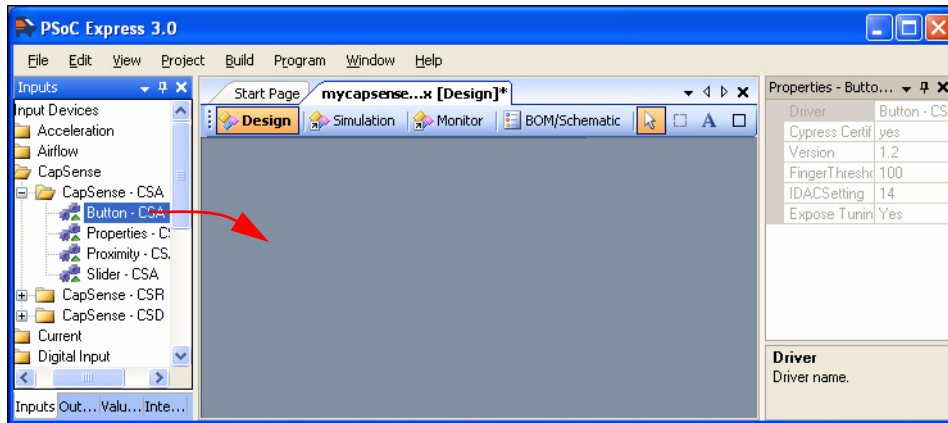 PSoC Express 3.0
File Edit View Project Build Program Window Help
Inputs
Input Devices
Acceleration
Airflow
CapSense
CapSense - CSA
Button - CSA
Properties - C
Proximity - CS.
Slider - CSA
CapSense - CSR
CapSense - CSD
Current
Digital Input
Inputs Out... Valu... Inte...
Start Page mycapsense...x [Design]*
Design Simulation Monitor BOM/Schematic A
Properties - Butto...
Driver Button - CS
Cypress Certif yes
Version 1.2
FingerThresh 100
IDACSetting 14
Expose Tunin Yes
Driver
Driver name.